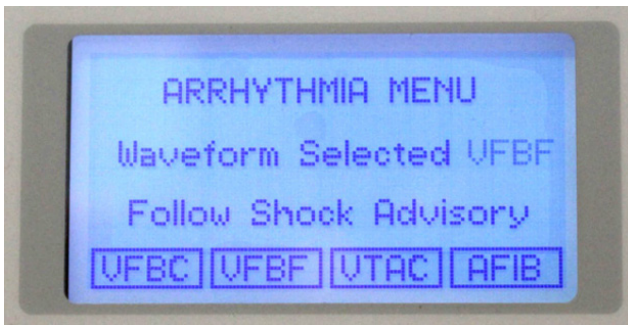 ARRHYTHMIA MENU
Waveform Selected VFBF
Follow Shock Advisory
VFBC VFBF VTAC AFIB